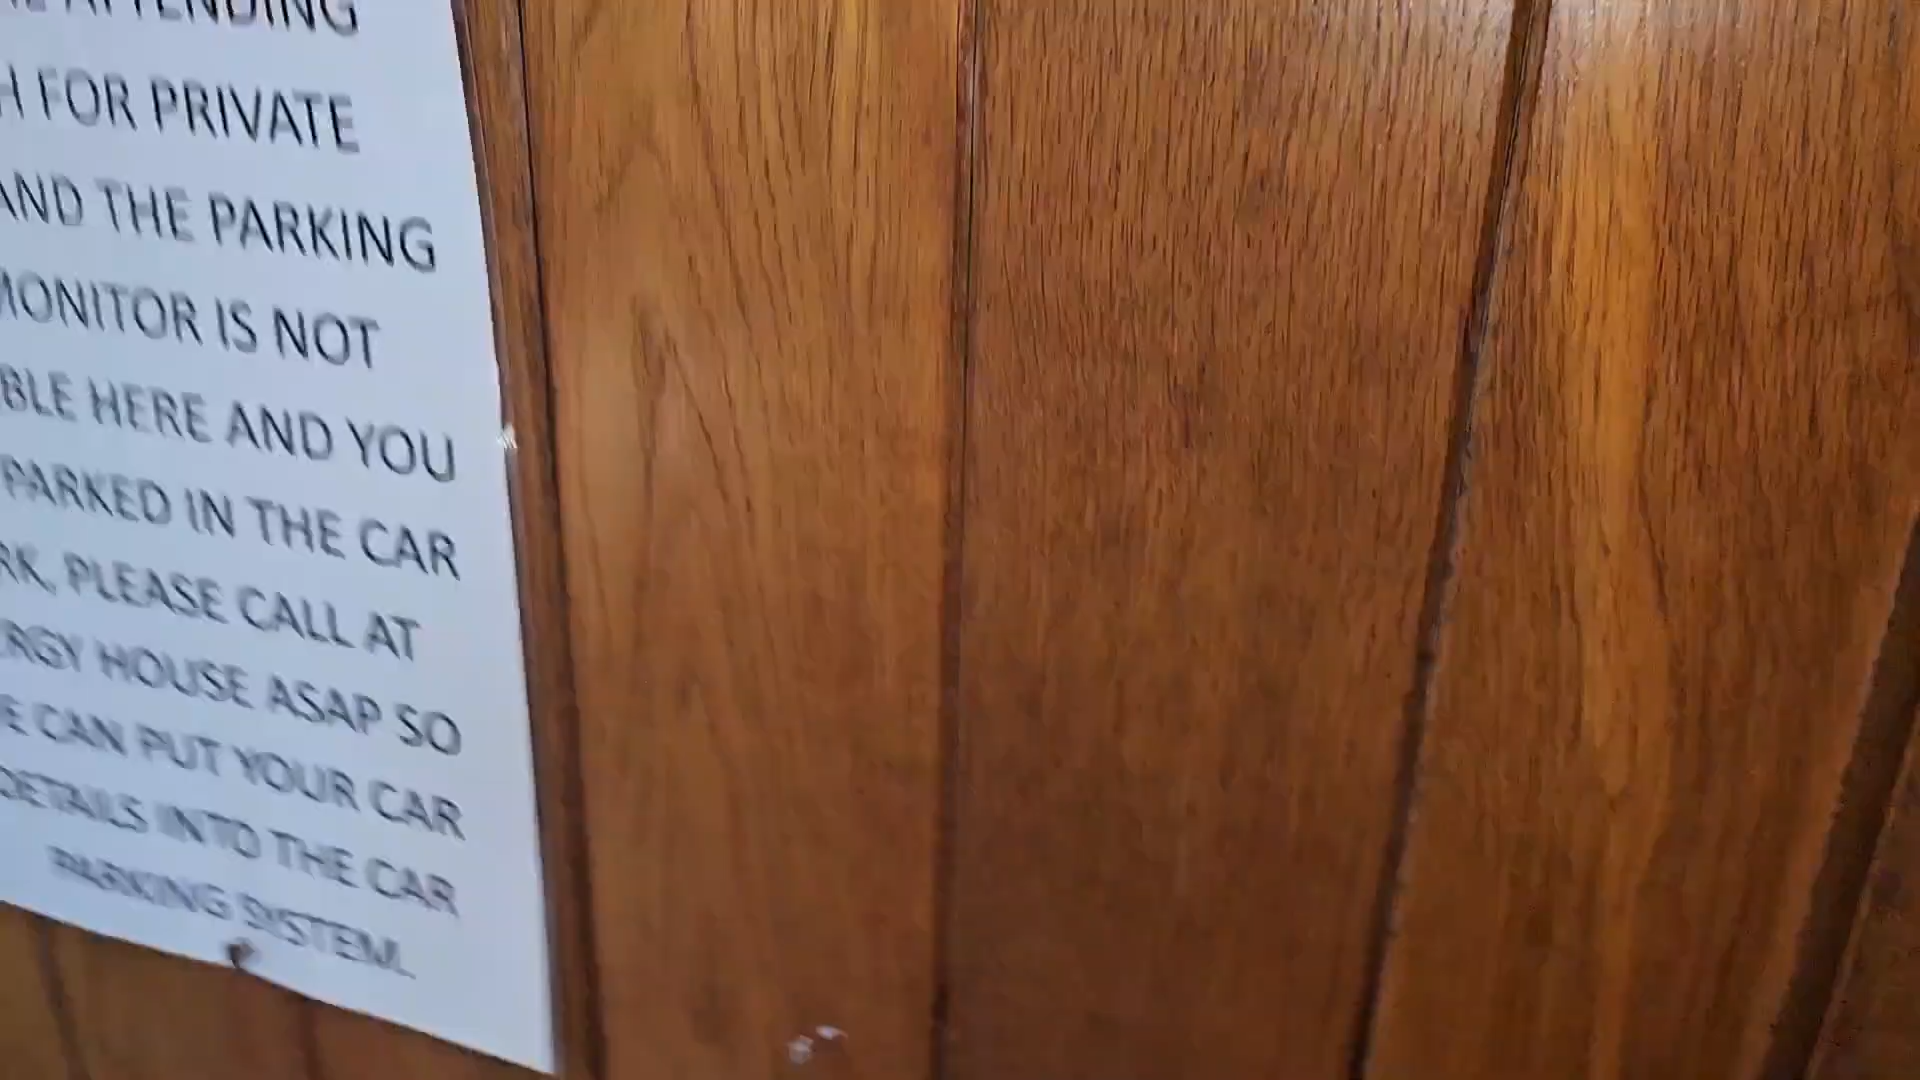 ATTENDING
H FOR PRIVATE
AND THE PARKING
MONITOR IS NOT
BLE HERE AND YOU
PARKED IN THE CAR
RK, PLEASE CALL AT
RGY HOUSE ASAP SO
E CAN PUT YOUR CAR
DETAILS INTO THE CAR
PARKING SYSTEM.